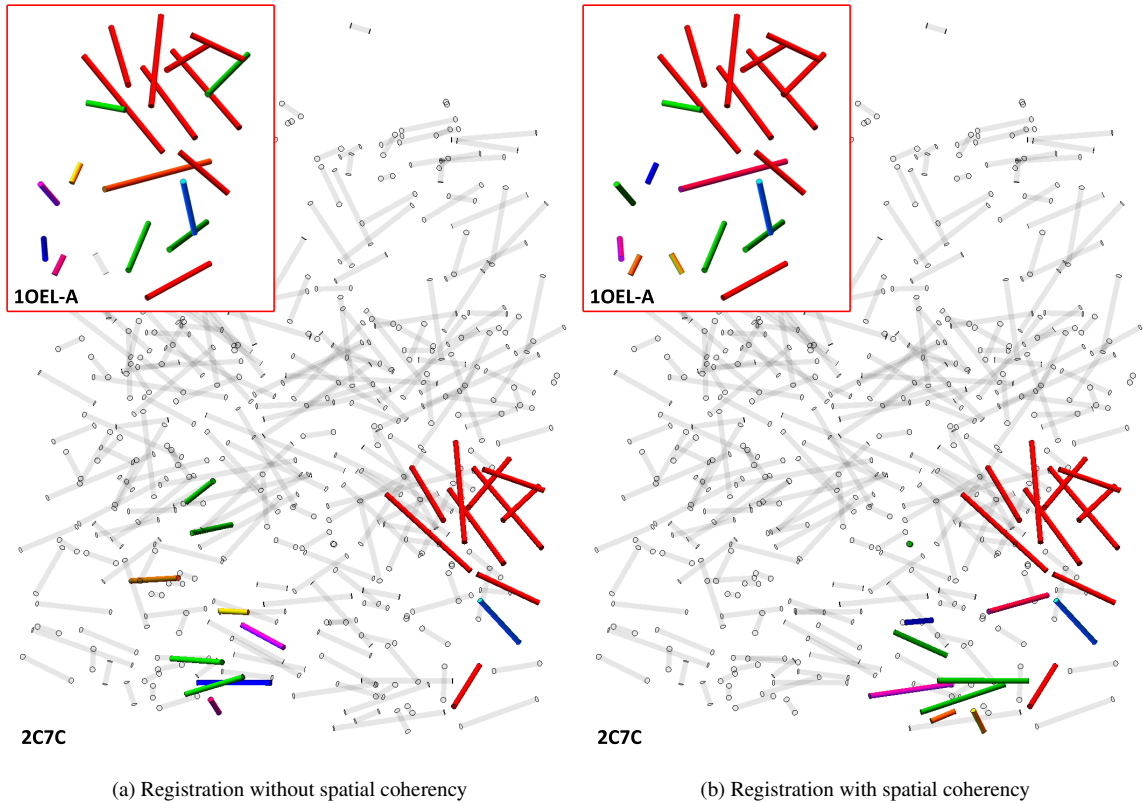 1OEL-A
2C7C
1OEL-A
2C7C
(a) Registration without spatial coherency
(b) Registration with spatial coherency